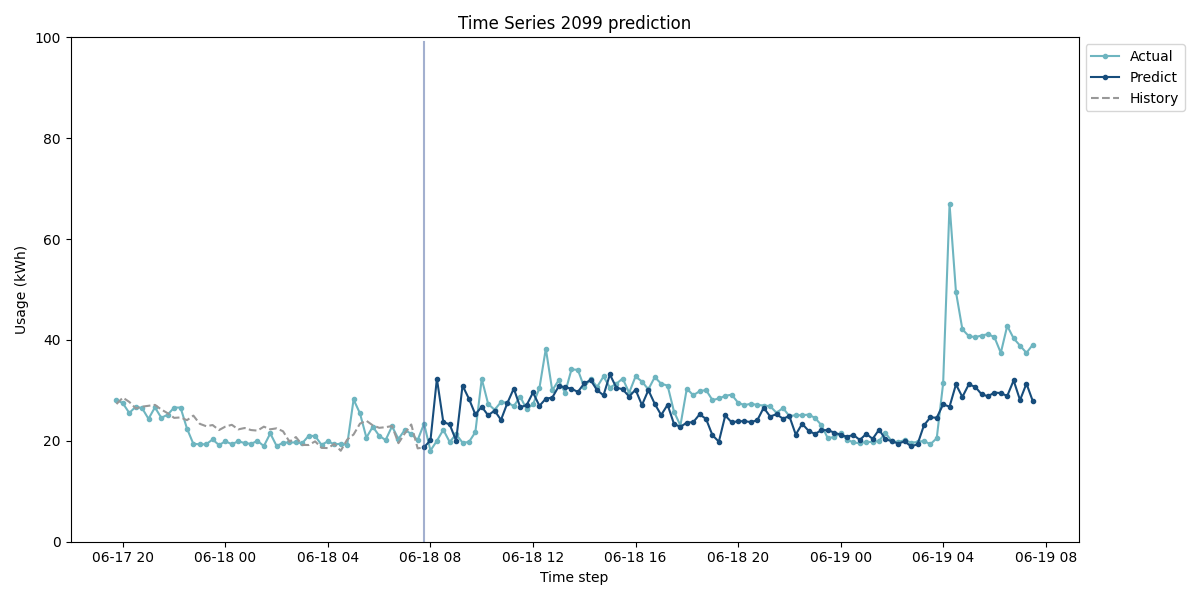 Time Series 2099 prediction
Usage (kWh)
100
80
60
40
20
0
06-17 20
06-18 00
06-18 04
06-18 08
06-18 12
06-18 16
06-18 20
06-19 00
06-19 04
06-19 08
Time step
Actual
Predict
History